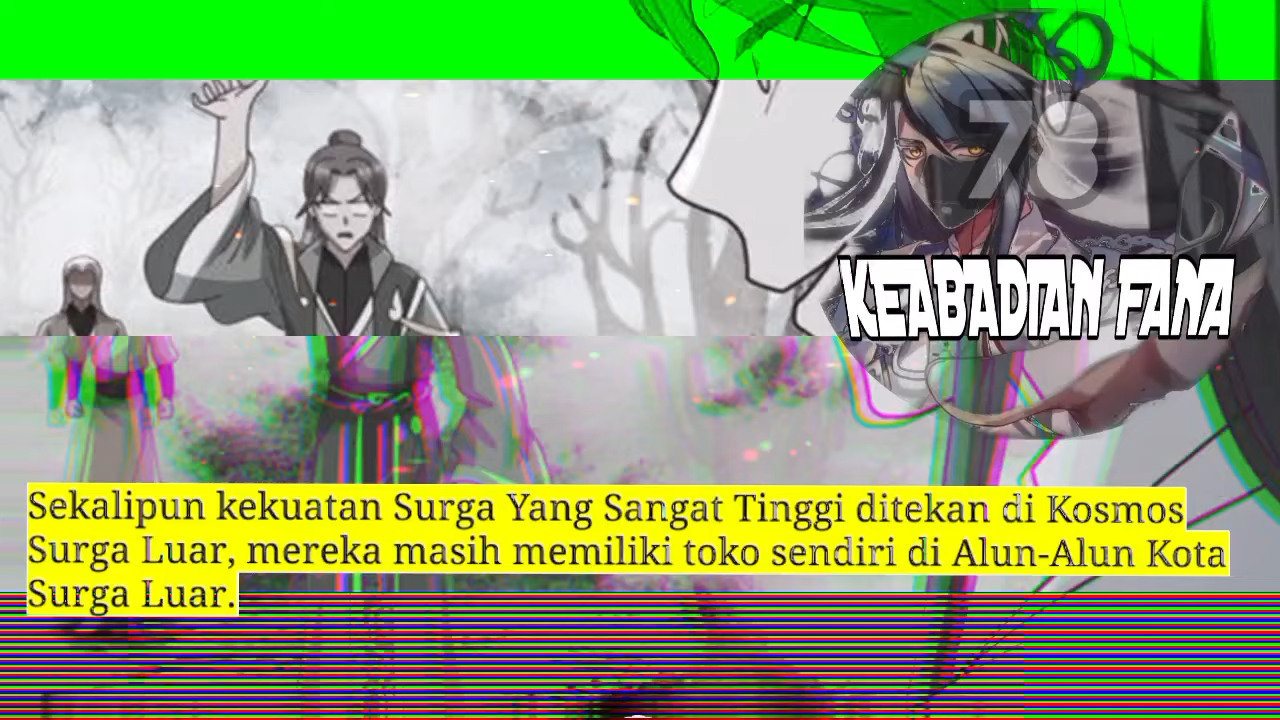 78
KEABADIAN FANA
Sekalipun kekuatan Surga Yang Sangat Tinggi ditekan di Kosmos
Surga Luar, mereka masih memiliki toko sendiri di Alun-Alun Kota
Surga Luar.